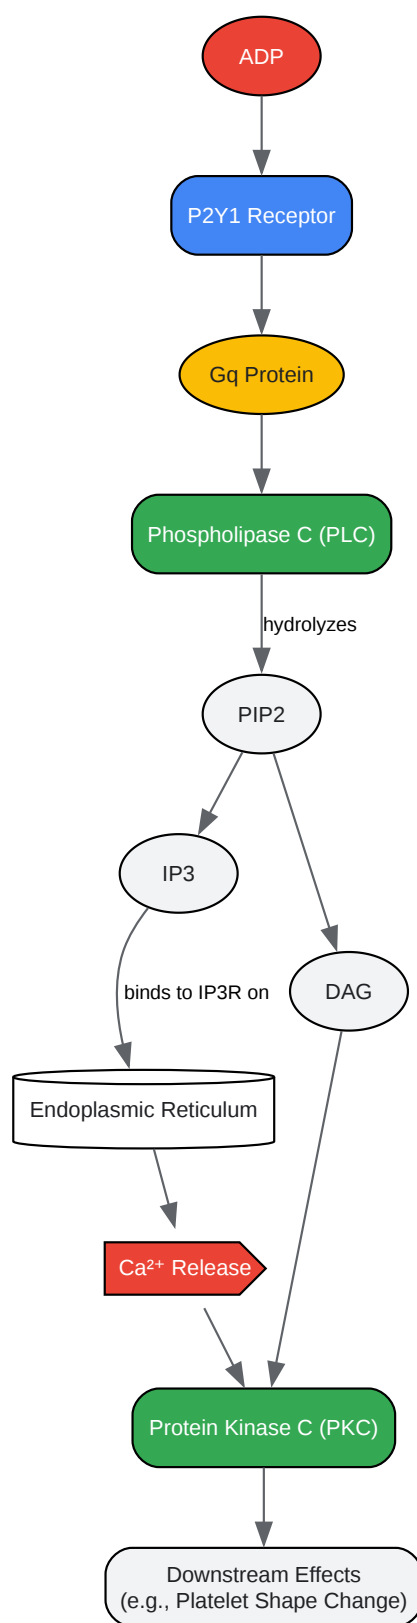 ADP
P2Y1 Receptor
Gq Protein
Phospholipase C (PLC)
hydrolyzes
PIP2
IP3
binds to IP3R on
DAG
Endoplasmic Reticulum
Ca²⁺ Release
Protein Kinase C (PKC)
Downstream Effects
(e.g., Platelet Shape Change)